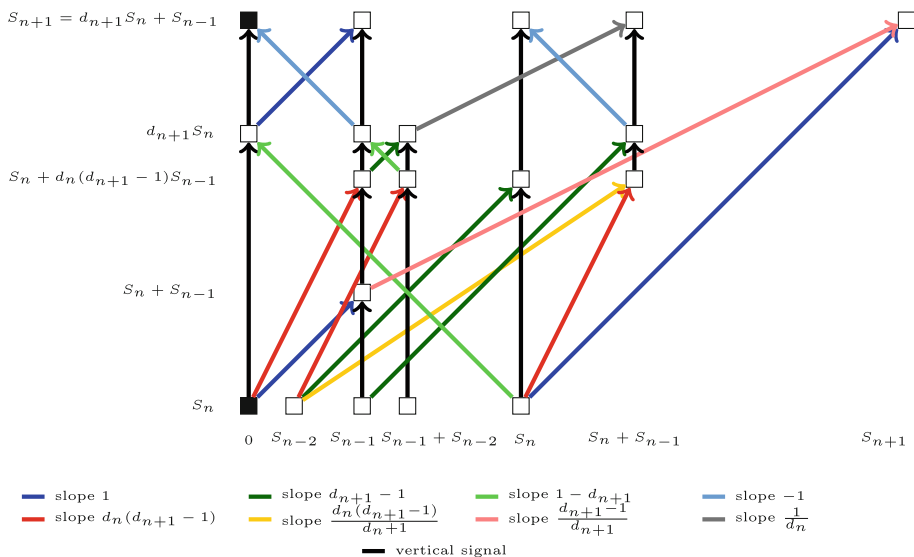 S_{n+1} = d_{n+1}S_n + S_{n-1}
d_{n+1}S_n
S_n + d_n(d_{n+1} − 1)S_{n-1}
S_n + S_{n-1}
S_n
0 S_{n-2} S_{n-1} S_{n-1} + S_{n-2} S_n S_n + S_{n-1} S_{n+1}
slope 1 slope d_{n+1} − 1 slope 1 − d_{n+1} slope −1
slope d_n(d_{n+1} − 1) slope \frac{d_n(d_{n+1}−1)}{d_{n+1}} slope \frac{d_{n+1}−1}{d_{n+1}} slope \frac{1}{d_n}
vertical signal